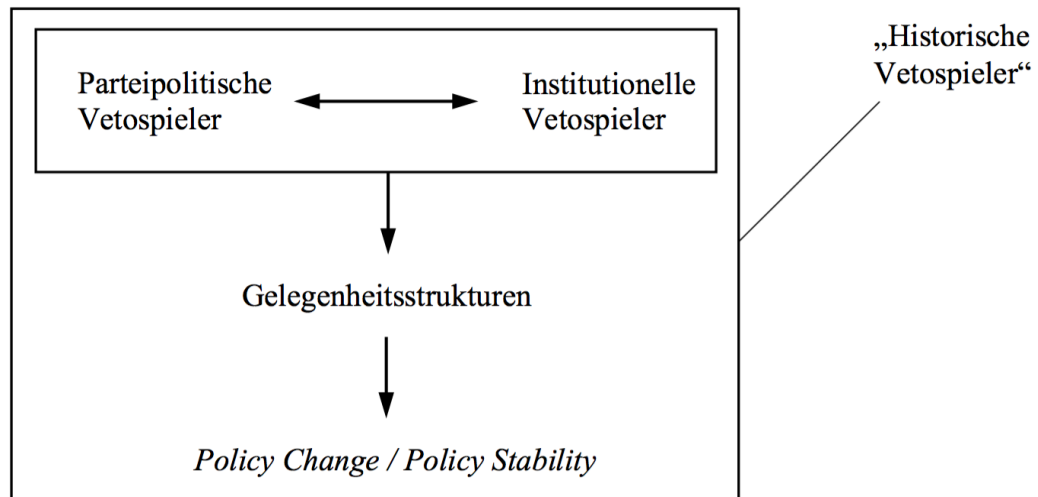 „Historische
Vetospieler“
Parteipolitische
Vetospieler
Institutionelle
Vetospieler
Gelegenheitsstrukturen
Policy Change / Policy Stability